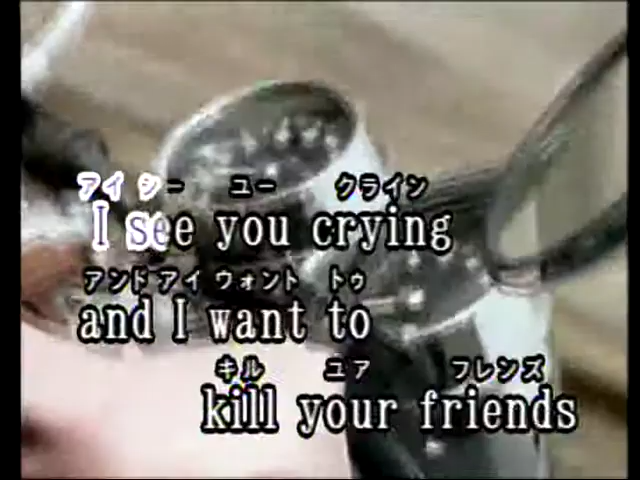 アイ シー ユー クライン
I see you crying
アンド アイ ウォント トゥ
and I want to
キル ユア フレンズ
kill your friends